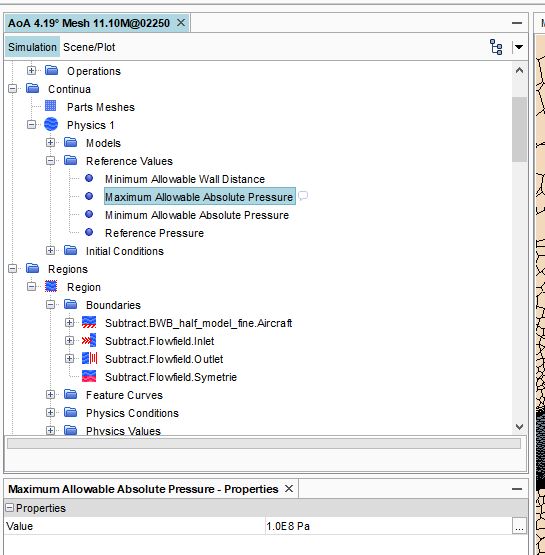 AoA 4.19° Mesh 11.10M@02250
Simulation Scene/Plot
Operations
Continua
Parts Meshes
Physics 1
Models
Reference Values
Minimum Allowable Wall Distance
Maximum Allowable Absolute Pressure
Minimum Allowable Absolute Pressure
Reference Pressure
Initial Conditions
Regions
Region
Boundaries
Subtract.BWB_half_model_fine.Aircraft
Subtract.Flowfield.Inlet
Subtract.Flowfield.Outlet
Subtract.Flowfield.Symetrie
Feature Curves
Physics Conditions
Physics Values
Maximum Allowable Absolute Pressure - Properties
Properties
Value 1.0E8 Pa ...